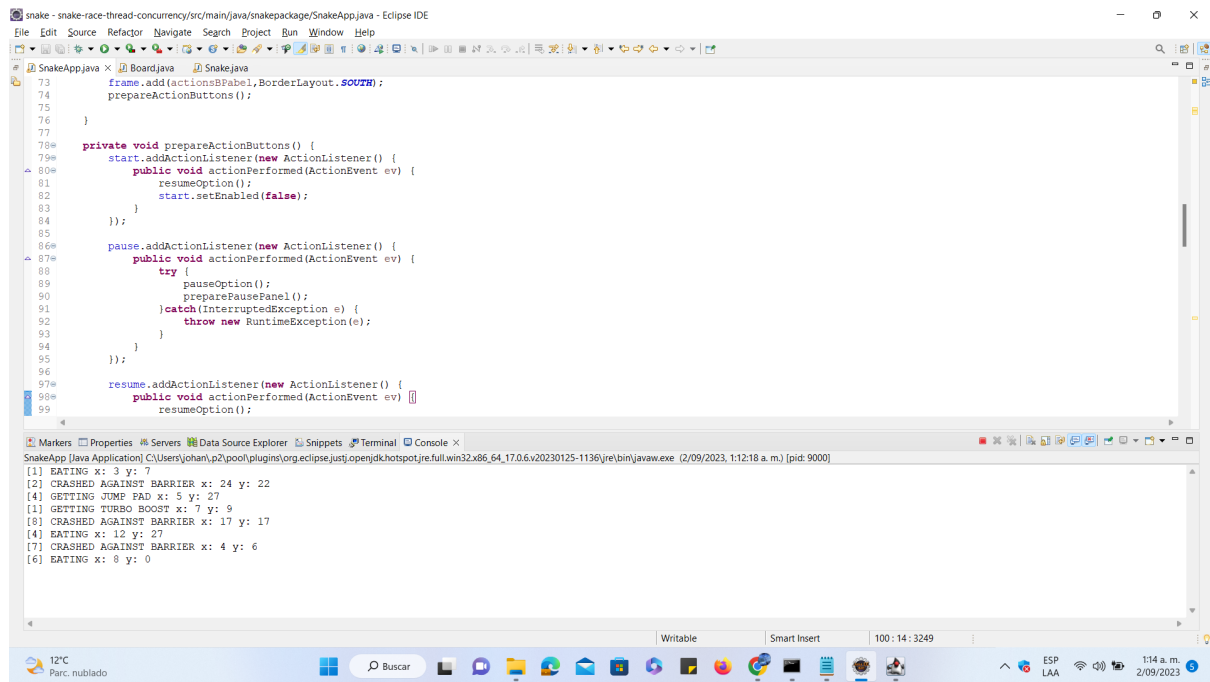 snake - snake-race-thread-concurrency/src/main/java/snakepackage/SnakeApp.java - Eclipse IDE
File Edit Source Refactor Navigate Search Project Run Window Help
SnakeApp.java Board.java Snake.java
73 frame.add(actionsBPabel,BorderLayout.SOUTH);
74 prepareActionButtons();
75
76 }
77
78 private void prepareActionButtons() {
79 start.addActionListener(new ActionListener() {
80 public void actionPerformed(ActionEvent ev) {
81 resumeOption();
82 start.setEnabled(false);
83 }
84 });
85
86 pause.addActionListener(new ActionListener() {
87 public void actionPerformed(ActionEvent ev) {
88 try {
89 pauseOption();
90 preparePausePanel();
91 }catch(InterruptedException e) {
92 throw new RuntimeException(e);
93 }
94 }
95 });
96
97 resume.addActionListener(new ActionListener() {
98 public void actionPerformed(ActionEvent ev) {
99 resumeOption();
Markers Properties Servers Data Source Explorer Snippets Terminal Console
SnakeApp [Java Application] C:\Users\johan\.p2\pool\plugins\org.eclipse.justj.openjdk.hotspot.jre.full.win32.x86_64_17.0.6.v20230125-1136\jre\bin\javaw.exe (2/09/2023, 1:12:18 a. m.) [pid: 9000]
[1] EATING x: 3 y: 7
[2] CRASHED AGAINST BARRIER x: 24 y: 22
[4] GETTING JUMP PAD x: 5 y: 27
[1] GETTING TURBO BOOST x: 7 y: 9
[8] CRASHED AGAINST BARRIER x: 17 y: 17
[4] EATING x: 12 y: 27
[7] CRASHED AGAINST BARRIER x: 4 y: 6
[6] EATING x: 8 y: 0
Writable Smart Insert 100 : 14 : 3249
12°C
Parc. nublado
Buscar
ESP
LAA
1:14 a. m.
2/09/2023
5